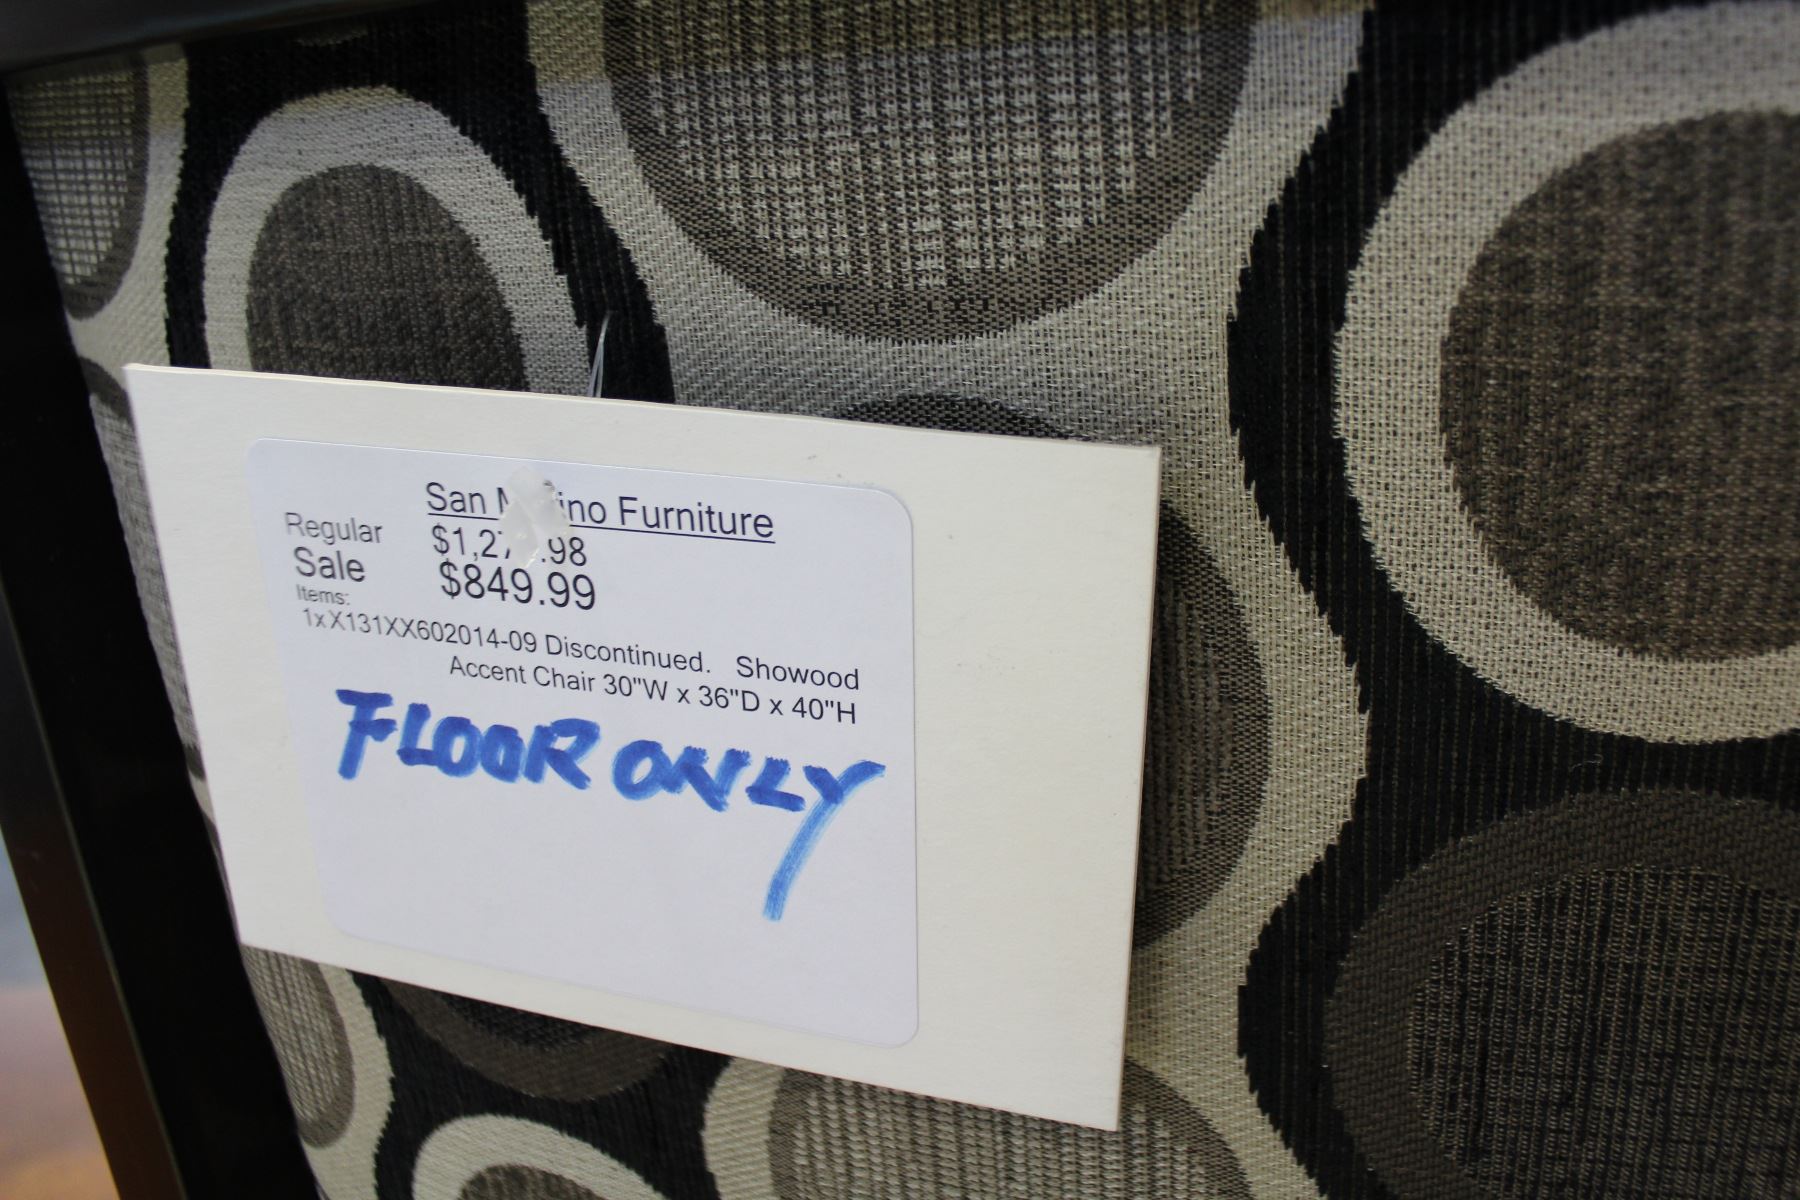 San Furniture
Regular
Sale $849.99
Items:
1xX131XX602014-09 Discontinued. Showood
Accent Chair 30"W x 36"D x 40"H
FLOOR ONLY